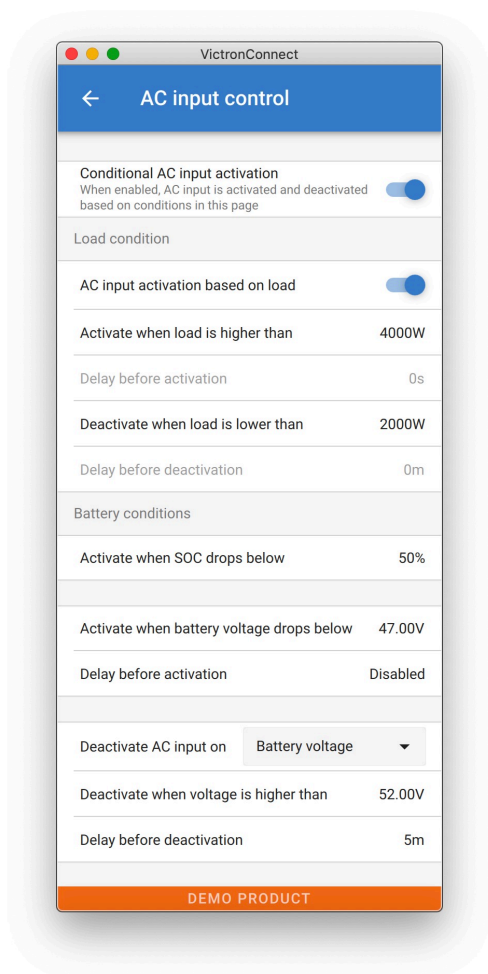 VictronConnect
AC input control
Conditional AC input activation
When enabled, AC input is activated and deactivated
based on conditions in this page
Load condition
AC input activation based on load
Activate when load is higher than 4000W
Delay before activation 0s
Deactivate when load is lower than 2000W
Delay before deactivation 0m
Battery conditions
Activate when SOC drops below 50%
Activate when battery voltage drops below 47.00V
Delay before activation Disabled
Deactivate AC input on Battery voltage
Deactivate when voltage is higher than 52.00V
Delay before deactivation 5m
DEMO PRODUCT